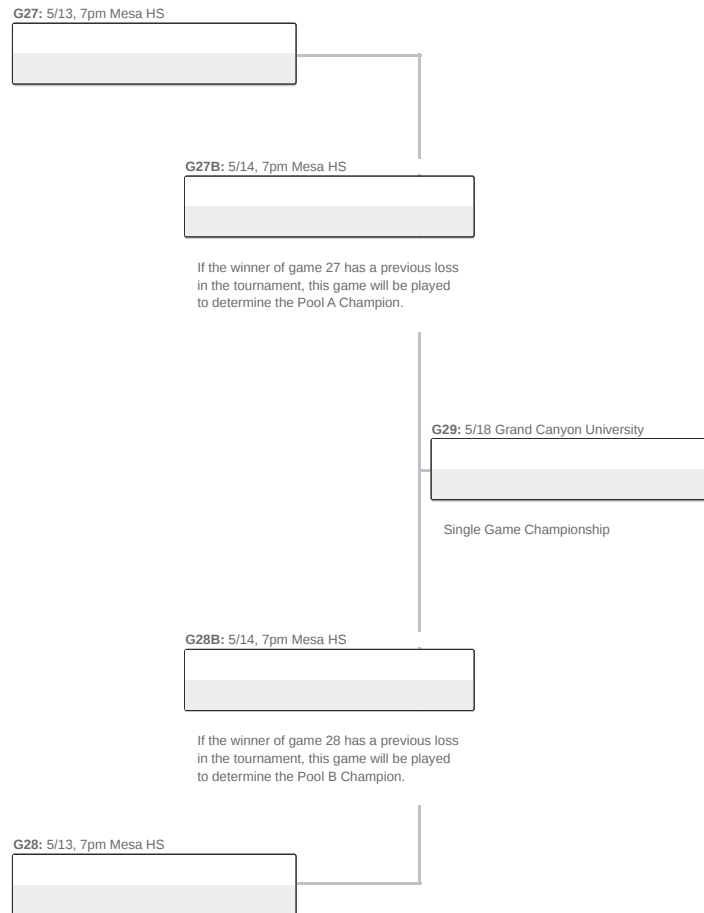 G27: 5/13, 7pm Mesa HS
G27B: 5/14, 7pm Mesa HS
If the winner of game 27 has a previous loss
in the tournament, this game will be played
to determine the Pool A Champion.
G29: 5/18 Grand Canyon University
Single Game Championship
G28B: 5/14, 7pm Mesa HS
If the winner of game 28 has a previous loss
in the tournament, this game will be played
to determine the Pool B Champion.
G28: 5/13, 7pm Mesa HS